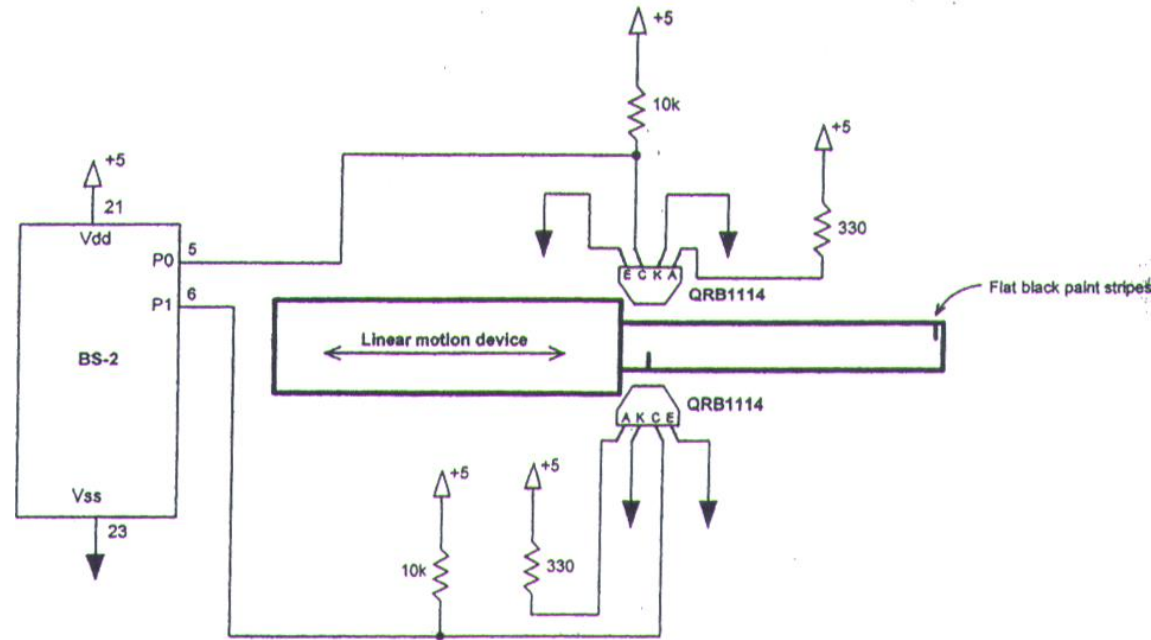 +5
10k
+5
+5
21
Vdd
330
P0 5
E C K A
QRB1114
P1 6
Flat black paint stripes
Linear motion device
BS-2
QRB1114
A K C E
+5
+5
Vss
23
10k
330